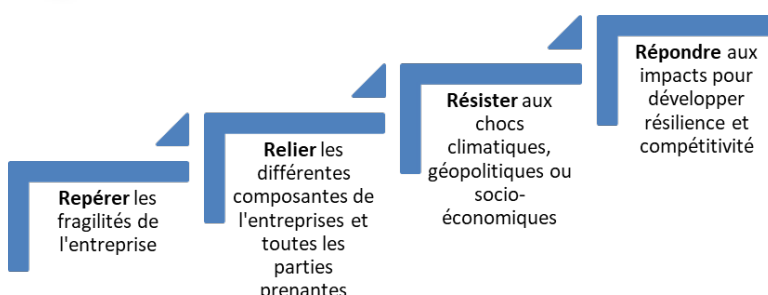 Repérer les
fragilités de
l'entreprise
Relier les
différentes
composantes de
l'entreprises et
toutes les
parties
prenantes
Résister aux
chocs
climatiques,
géopolitiques ou
socio-
économiques
Répondre aux
impacts pour
développer
résilience et
compétitivité